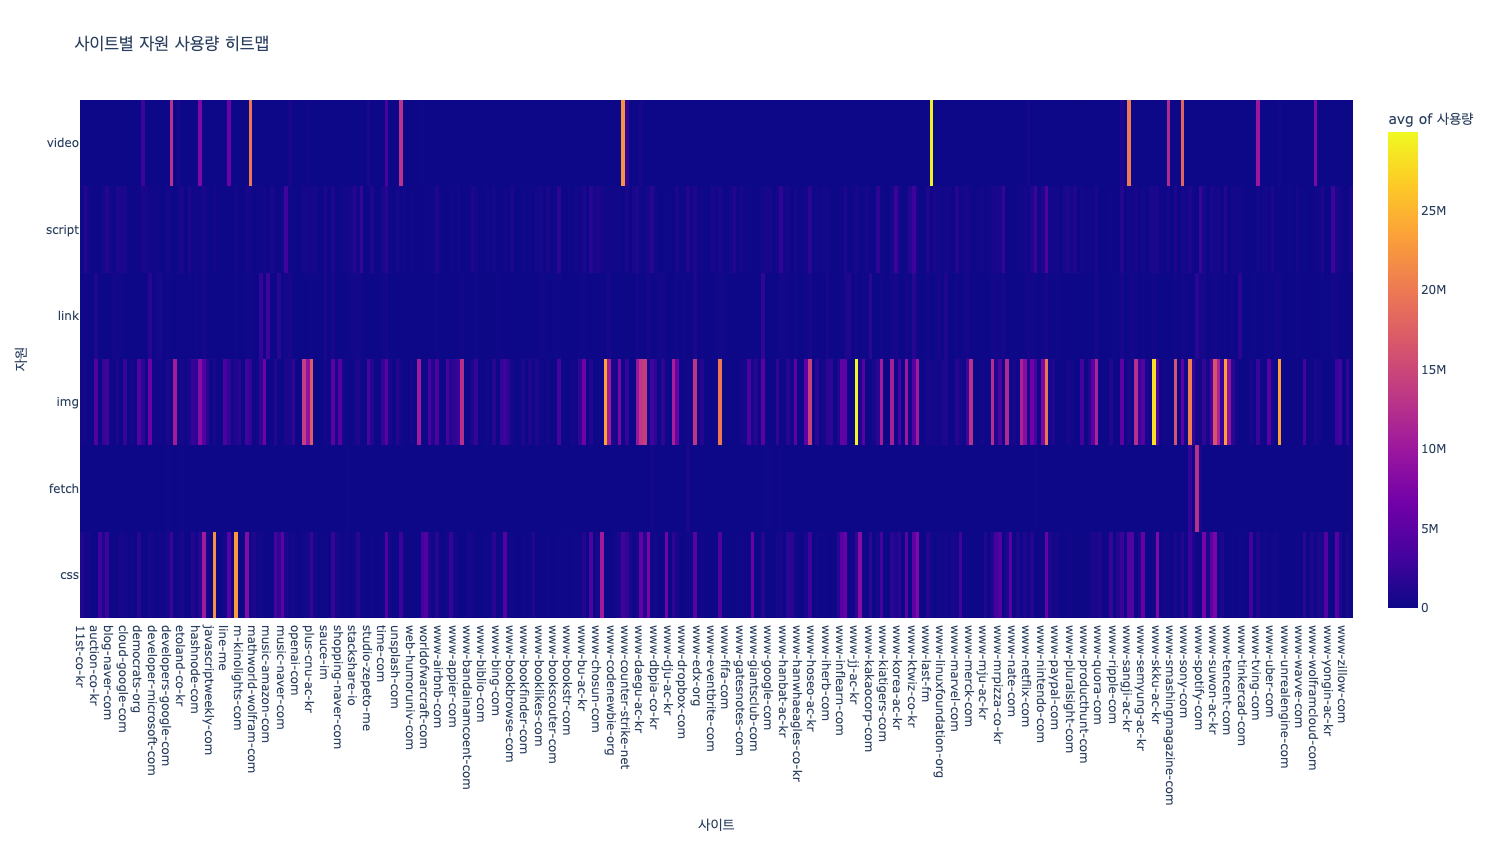 사이트별 자원 사용량 히트맵
avg of 사용량
25M
20M
15M
10M
5M
0
자원
video
script
link
img
fetch
css
11st-co-kr
auction-co-kr
blog-naver-com
cloud-google-com
democrats-org
developer-microsoft-com
developers-google-com
etoland-co-kr
hashnode-com
javascriptweekly-com
line-me
m-kinolights-com
mathworld-wolfram-com
music-amazon-com
music-naver-com
openai-com
plus-cnu-ac-kr
sauce-im
shopping-naver-com
stackshare-io
studio-zepeto-me
time-com
unsplash-com
web-humoruniv-com
worldofwarcraft-com
www-airbnb-com
www-appier-com
www-bandainamcoent-com
www-biblio-com
www-bing-com
www-bookbrowse-com
www-bookfinder-com
www-booklikes-com
www-bookscouter-com
www-bookstr-com
www-bu-ac-kr
www-chosun-com
www-codenewbie-org
www-counter-strike-net
www-daegu-ac-kr
www-dbpia-co-kr
www-dju-ac-kr
www-dropbox-com
www-edx-org
www-eventbrite-com
www-fifa-com
www-gatesnotes-com
www-giantsclub-com
www-google-com
www-hanbat-ac-kr
www-hanwhaeagles-co-kr
www-hoseo-ac-kr
www-iherb-com
www-inflearn-com
www-jj-ac-kr
www-kakaocorp-com
www-kiatigers-com
www-korea-ac-kr
www-ktwiz-co-kr
www-last-fm
www-linuxfoundation-org
www-marvel-com
www-merck-com
www-mju-ac-kr
www-mrpizza-co-kr
www-nate-com
www-netflix-com
www-nintendo-com
www-paypal-com
www-pluralsight-com
www-producthunt-com
www-quora-com
www-ripple-com
www-sangji-ac-kr
www-semyung-ac-kr
www-skku-ac-kr
www-smashingmagazine-com
www-sony-com
www-spotify-com
www-suwon-ac-kr
www-tencent-com
www-tinkercad-com
www-tving-com
www-uber-com
www-unrealengine-com
www-wavve-com
www-wolframcloud-com
www-yongin-ac-kr
www-zillow-com
사이트